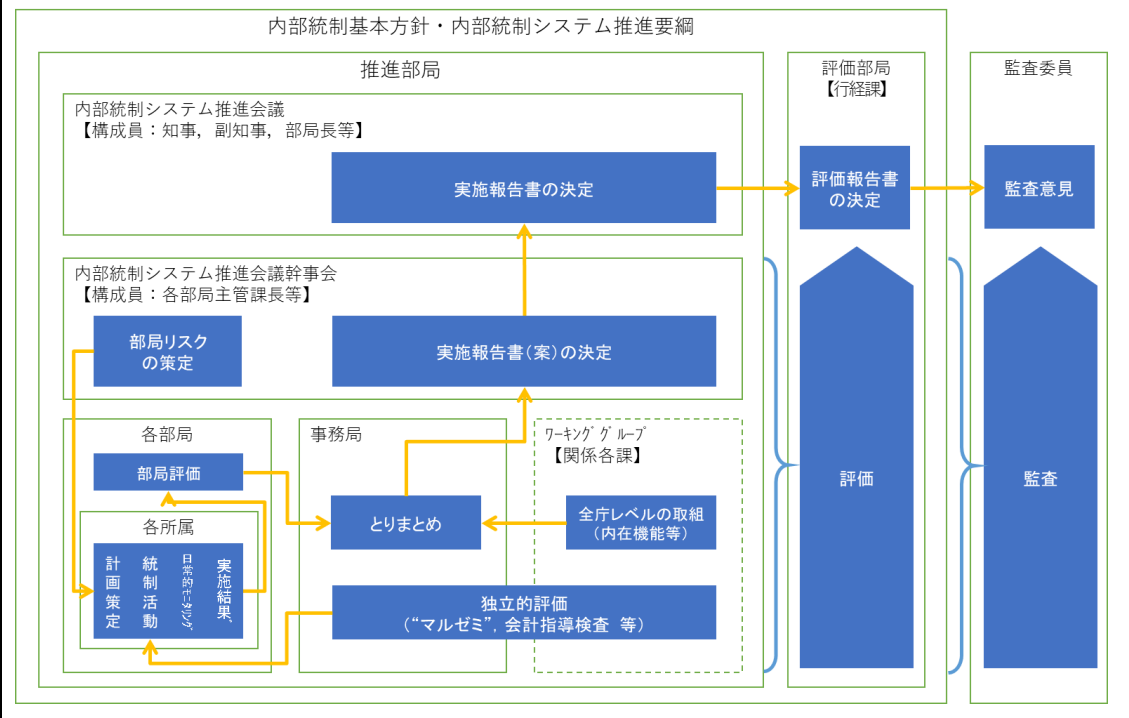 内部統制基本方針・内部統制システム推進要綱
推進部局
内部統制システム推進会議
【構成員：知事，副知事，部局長等】
実施報告書の決定
内部統制システム推進会議幹事会
【構成員：各部局主管課長等】
部局リスク
の策定
実施報告書（案）の決定
各部局
部局評価
各所属
計画策定
統制活動
日常的モニタリング
実施結果
事務局
とりまとめ
ﾜｰｷﾝｸﾞｸﾞﾙｰﾌﾟ
【関係各課】
全庁レベルの取組
（内在機能等）
独立的評価
（“マルゼミ”，会計指導検査 等）
評価部局
【行経課】
評価報告書
の決定
評価
監査委員
監査意見
監査